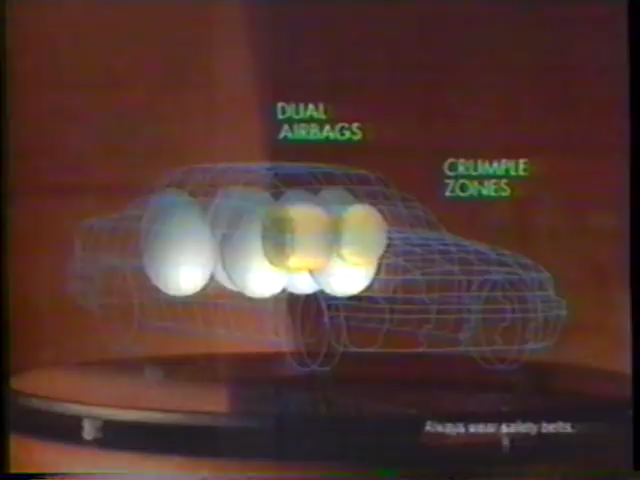 DUAL
AIRBAGS
CRUMPLE
ZONES
Always wear safety belts.